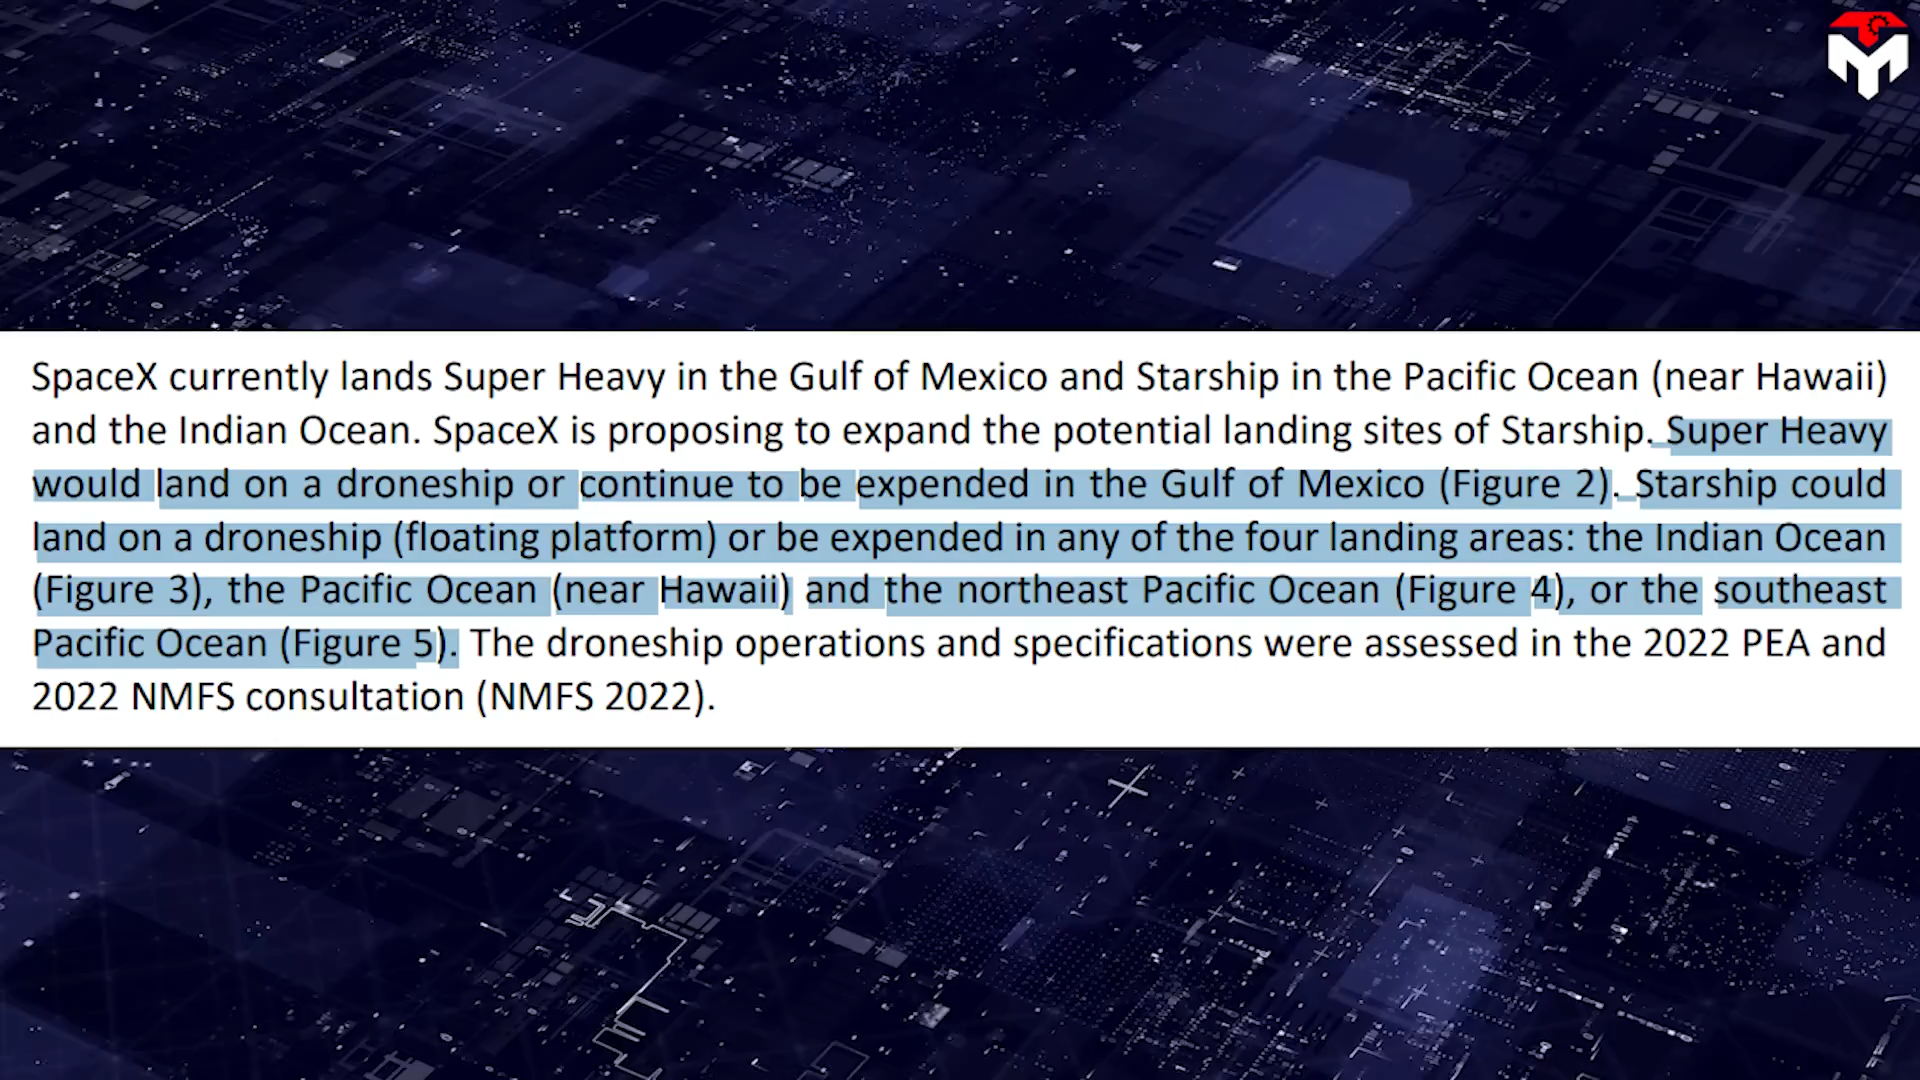 SpaceX currently lands Super Heavy in the Gulf of Mexico and Starship in the Pacific Ocean (near Hawaii)
and the Indian Ocean. SpaceX is proposing to expand the potential landing sites of Starship. Super Heavy
would land on a droneship or continue to be expended in the Gulf of Mexico (Figure 2). Starship could
land on a droneship (floating platform) or be expended in any of the four landing areas: the Indian Ocean
(Figure 3), the Pacific Ocean (near Hawaii) and the northeast Pacific Ocean (Figure 4), or the southeast
Pacific Ocean (Figure 5). The droneship operations and specifications were assessed in the 2022 PEA and
2022 NMFS consultation (NMFS 2022).